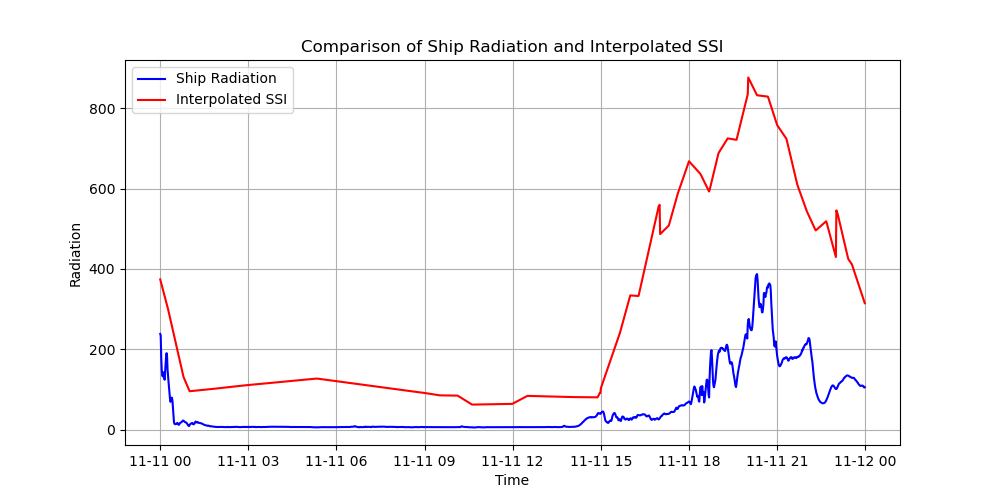 Comparison of Ship Radiation and Interpolated SSI
Ship Radiation
Interpolated SSI
Radiation
800
600
400
200
0
11-11 00
11-11 03
11-11 06
11-11 09
11-11 12
11-11 15
11-11 18
11-11 21
11-12 00
Time